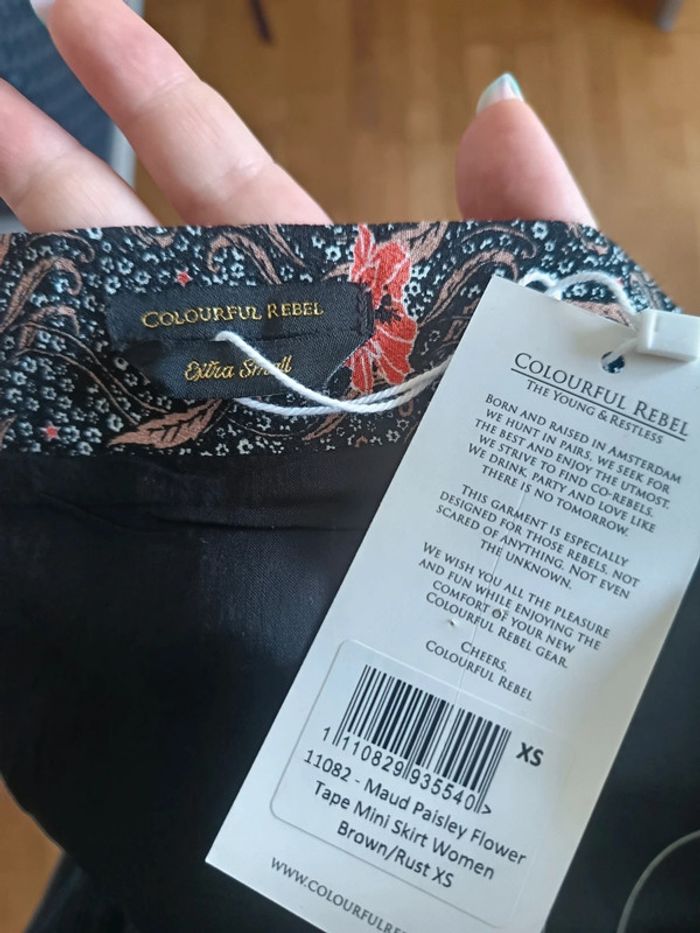 COLOURFUL REBEL
Extra Small
COLOURFUL REBEL
THE YOUNG & RESTLESS
BORN AND RAISED IN AMSTERDAM
WE HUNT IN PAIRS, WE SEEK FOR
THE BEST AND ENJOY THE UTMOST.
WE STRIVE TO FIND CO-REBELS.
WE DRINK, PARTY AND LOVE LIKE
THERE IS NO TOMORROW.
THIS GARMENT IS ESPECIALLY
DESIGNED FOR THOSE REBELS, NOT
SCARED OF ANYTHING. NOT EVEN
THE UNKNOWN.
WE WISH YOU ALL THE PLEASURE
AND FUN WHILE ENJOYING THE
COMFORT OF YOUR NEW
COLOURFUL REBEL GEAR.
CHEERS,
COLOURFUL REBEL
XS
1 110829 935540 >
11082 - Maud Paisley Flower
Tape Mini Skirt Women
Brown/Rust XS
WWW.COLOURFULRE